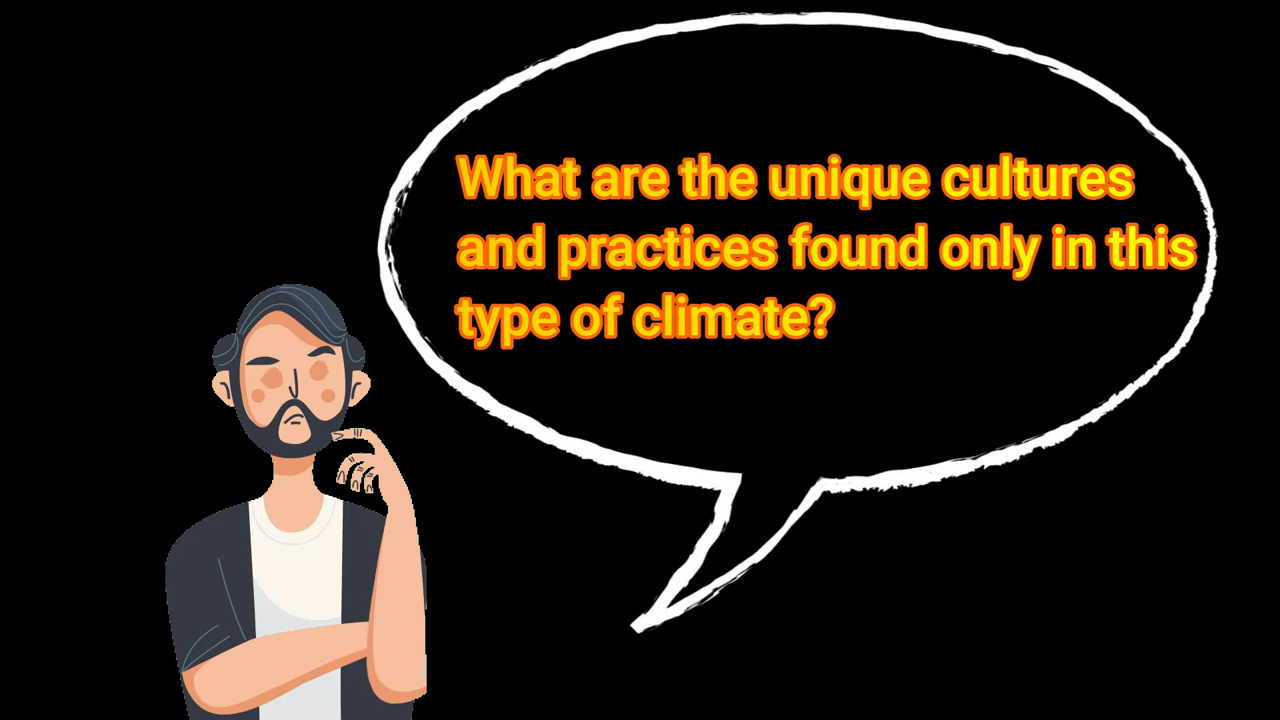 What are the unique cultures
and practices found only in this
type of climate?